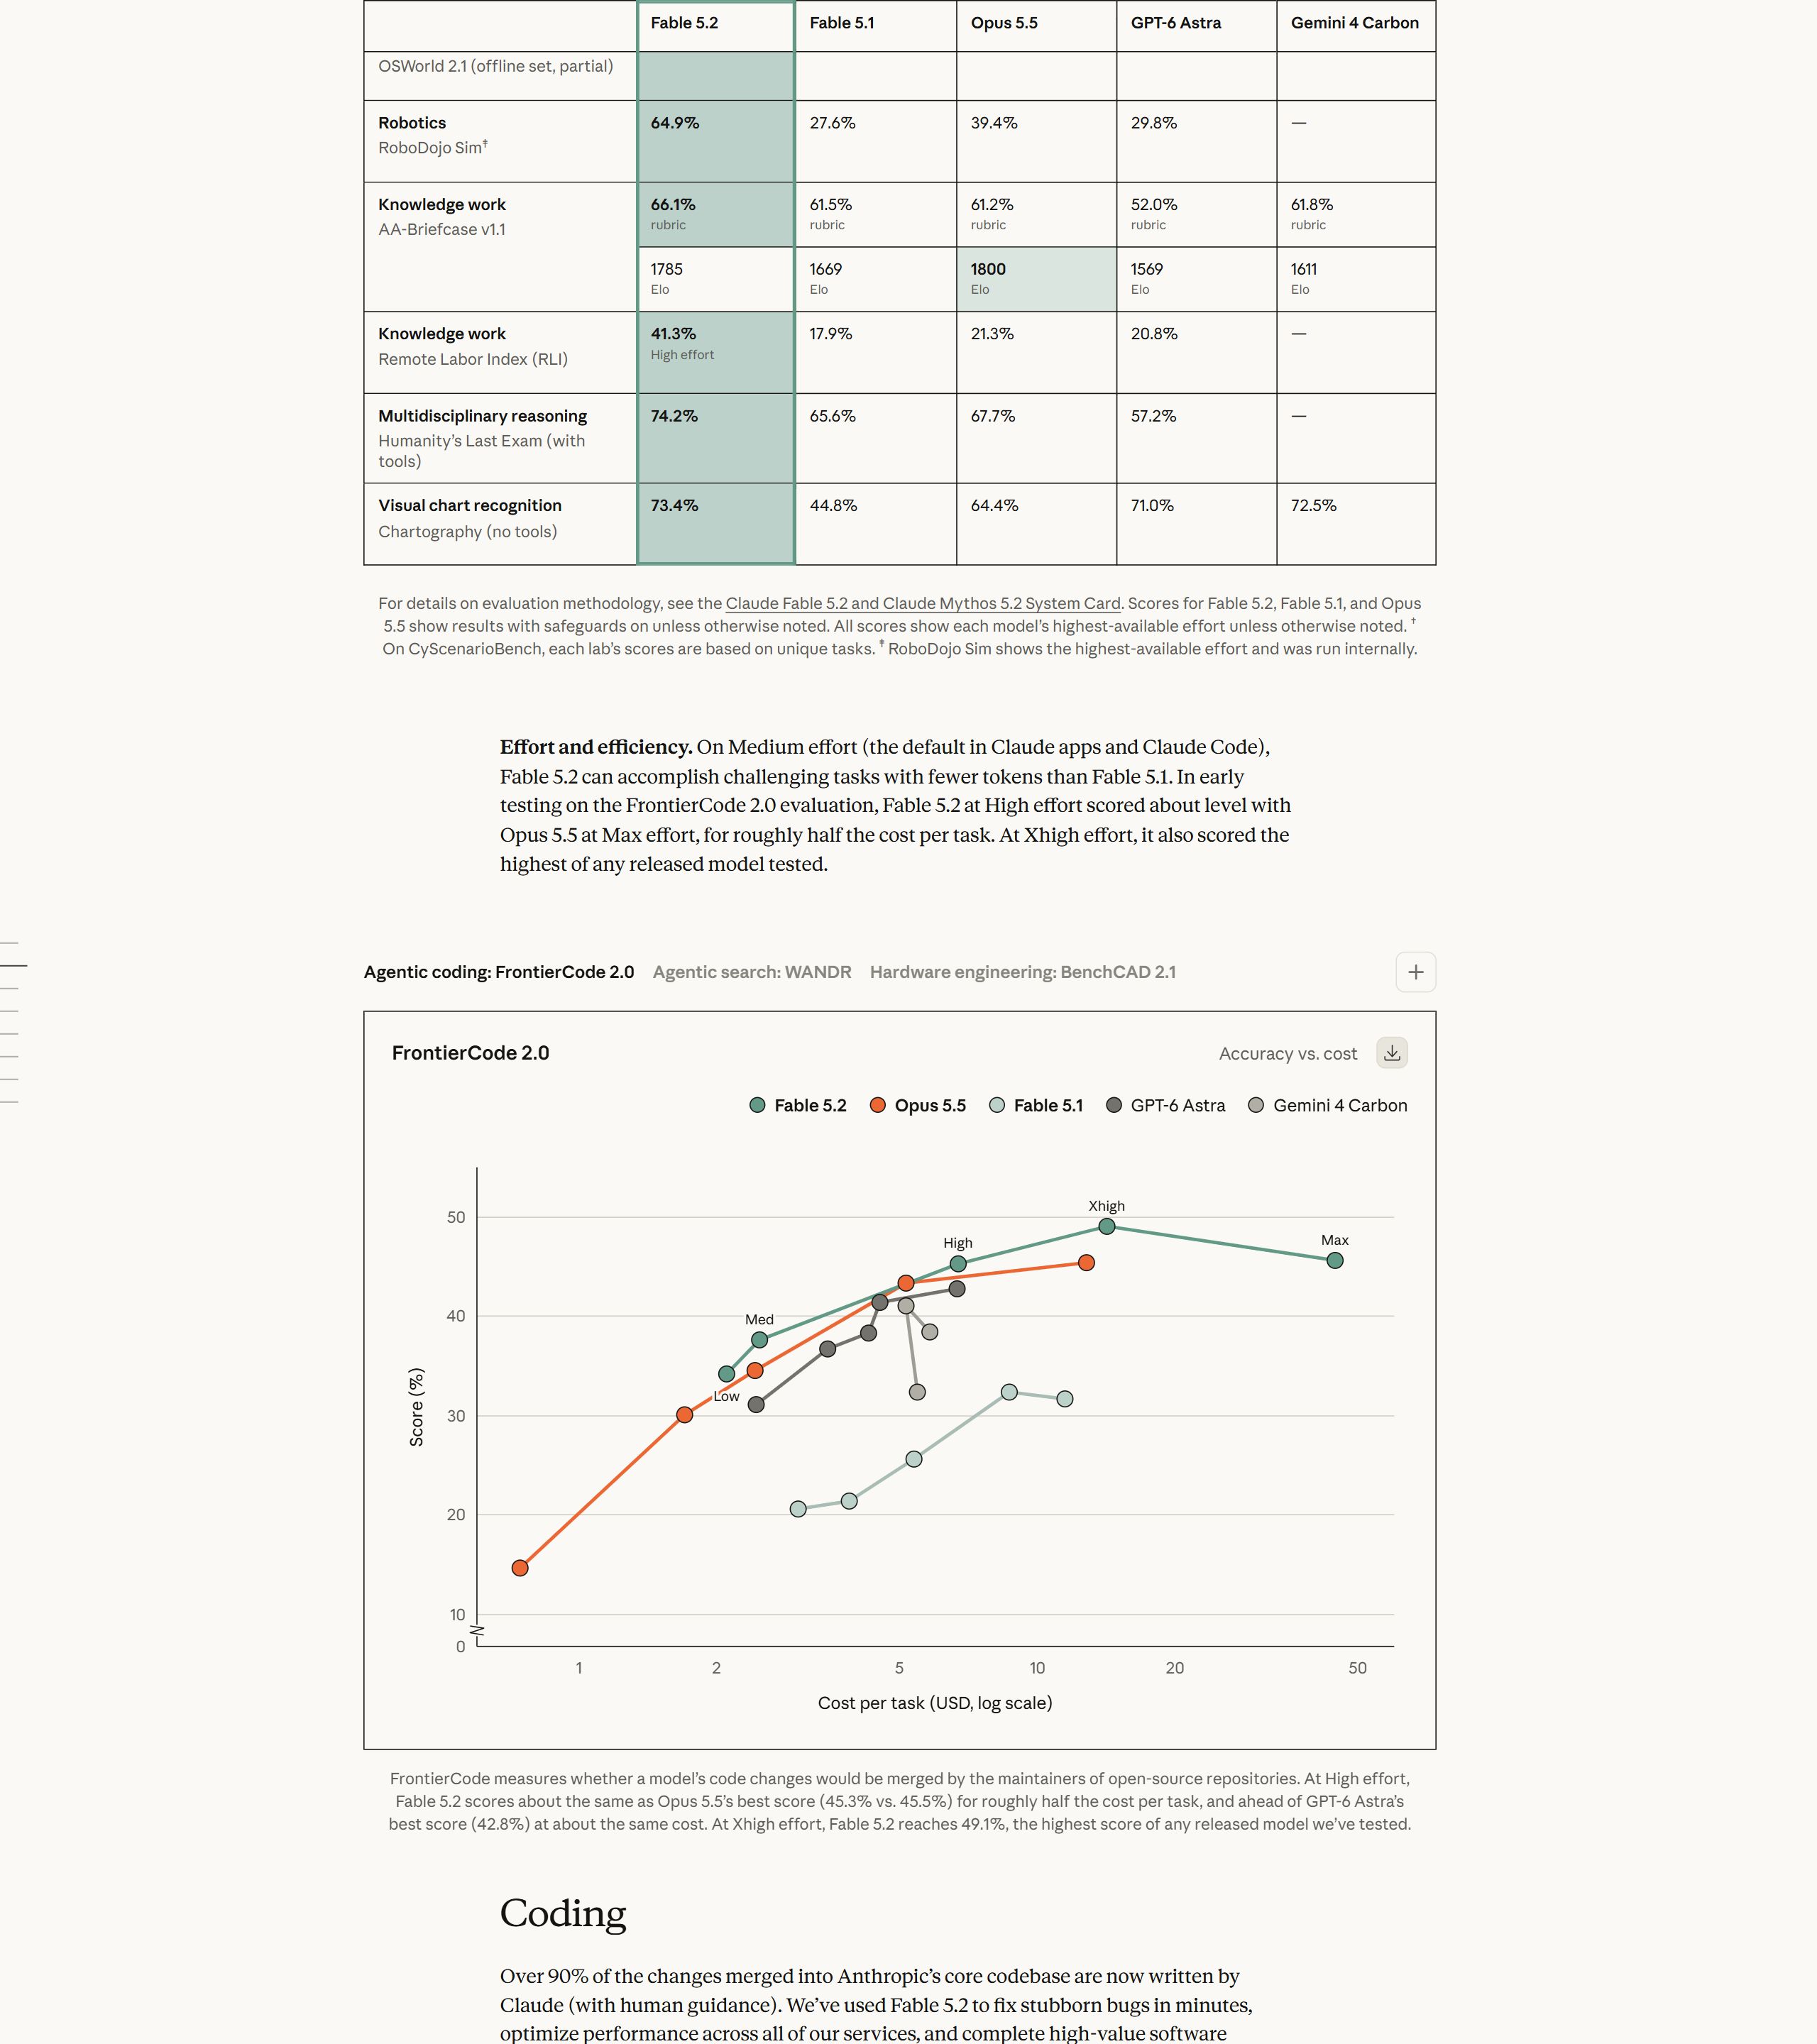 Fable 5.2 Fable 5.1 Opus 5.5 GPT-6 Astra Gemini 4 Carbon
OSWorld 2.1 (offline set, partial)
Robotics 64.9% 27.6% 39.4% 29.8% —
RoboDojo Sim‡
Knowledge work 66.1% 61.5% 61.2% 52.0% 61.8%
AA-Briefcase v1.1 rubric rubric rubric rubric rubric
1785 1669 1800 1569 1611
Elo Elo Elo Elo Elo
Knowledge work 41.3% 17.9% 21.3% 20.8% —
Remote Labor Index (RLI) High effort
Multidisciplinary reasoning 74.2% 65.6% 67.7% 57.2% —
Humanity’s Last Exam (with
tools)
Visual chart recognition 73.4% 44.8% 64.4% 71.0% 72.5%
Chartography (no tools)
For details on evaluation methodology, see the Claude Fable 5.2 and Claude Mythos 5.2 System Card. Scores for Fable 5.2, Fable 5.1, and Opus
5.5 show results with safeguards on unless otherwise noted. All scores show each model’s highest-available effort unless otherwise noted. †
On CyScenarioBench, each lab’s scores are based on unique tasks. ‡ RoboDojo Sim shows the highest-available effort and was run internally.
Effort and efficiency. On Medium effort (the default in Claude apps and Claude Code),
Fable 5.2 can accomplish challenging tasks with fewer tokens than Fable 5.1. In early
testing on the FrontierCode 2.0 evaluation, Fable 5.2 at High effort scored about level with
Opus 5.5 at Max effort, for roughly half the cost per task. At Xhigh effort, it also scored the
highest of any released model tested.
Agentic coding: FrontierCode 2.0 Agentic search: WANDR Hardware engineering: BenchCAD 2.1
FrontierCode 2.0 Accuracy vs. cost
Fable 5.2 Opus 5.5 Fable 5.1 GPT-6 Astra Gemini 4 Carbon
Xhigh
50
High
Max
40
Med
Score (%)
Low
30
20
10
0
1 2 5 10 20 50
Cost per task (USD, log scale)
FrontierCode measures whether a model’s code changes would be merged by the maintainers of open-source repositories. At High effort,
Fable 5.2 scores about the same as Opus 5.5’s best score (45.3% vs. 45.5%) for roughly half the cost per task, and ahead of GPT-6 Astra’s
best score (42.8%) at about the same cost. At Xhigh effort, Fable 5.2 reaches 49.1%, the highest score of any released model we’ve tested.
Coding
Over 90% of the changes merged into Anthropic’s core codebase are now written by
Claude (with human guidance). We’ve used Fable 5.2 to fix stubborn bugs in minutes,
optimize performance across all of our services, and complete high-value software